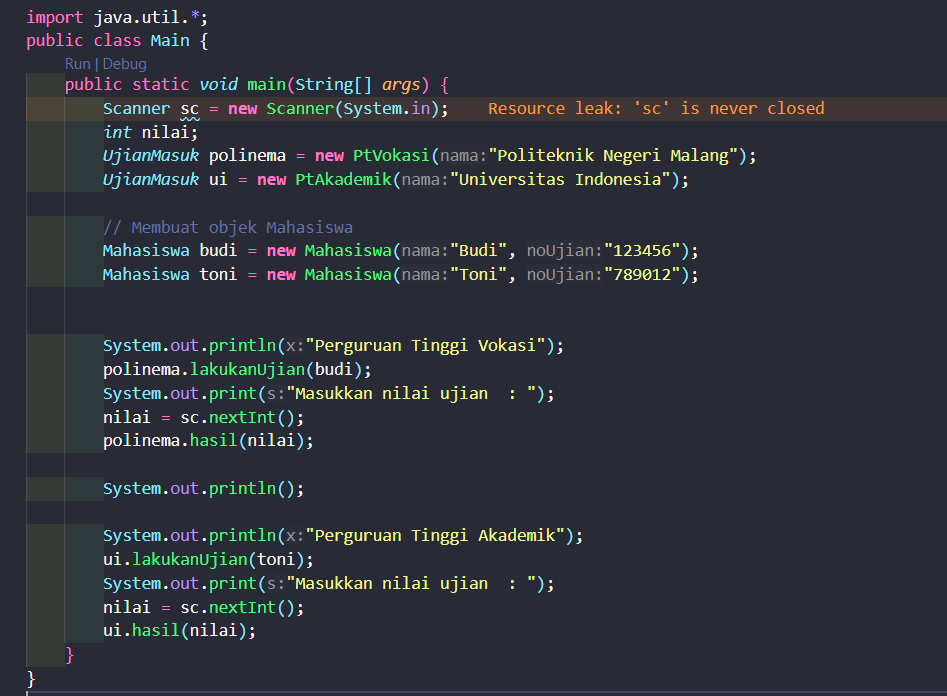 import java.util.*;
public class Main {
Run | Debug
public static void main(String[] args) {
Scanner sc = new Scanner(System.in);    Resource leak: 'sc' is never closed
int nilai;
UjianMasuk polinema = new PtVokasi(nama:"Politeknik Negeri Malang");
UjianMasuk ui = new PtAkademik(nama:"Universitas Indonesia");
// Membuat objek Mahasiswa
Mahasiswa budi = new Mahasiswa(nama:"Budi", noUjian:"123456");
Mahasiswa toni = new Mahasiswa(nama:"Toni", noUjian:"789012");
System.out.println(x:"Perguruan Tinggi Vokasi");
polinema.lakukanUjian(budi);
System.out.print(s:"Masukkan nilai ujian  : ");
nilai = sc.nextInt();
polinema.hasil(nilai);
System.out.println();
System.out.println(x:"Perguruan Tinggi Akademik");
ui.lakukanUjian(toni);
System.out.print(s:"Masukkan nilai ujian  : ");
nilai = sc.nextInt();
ui.hasil(nilai);
}
}